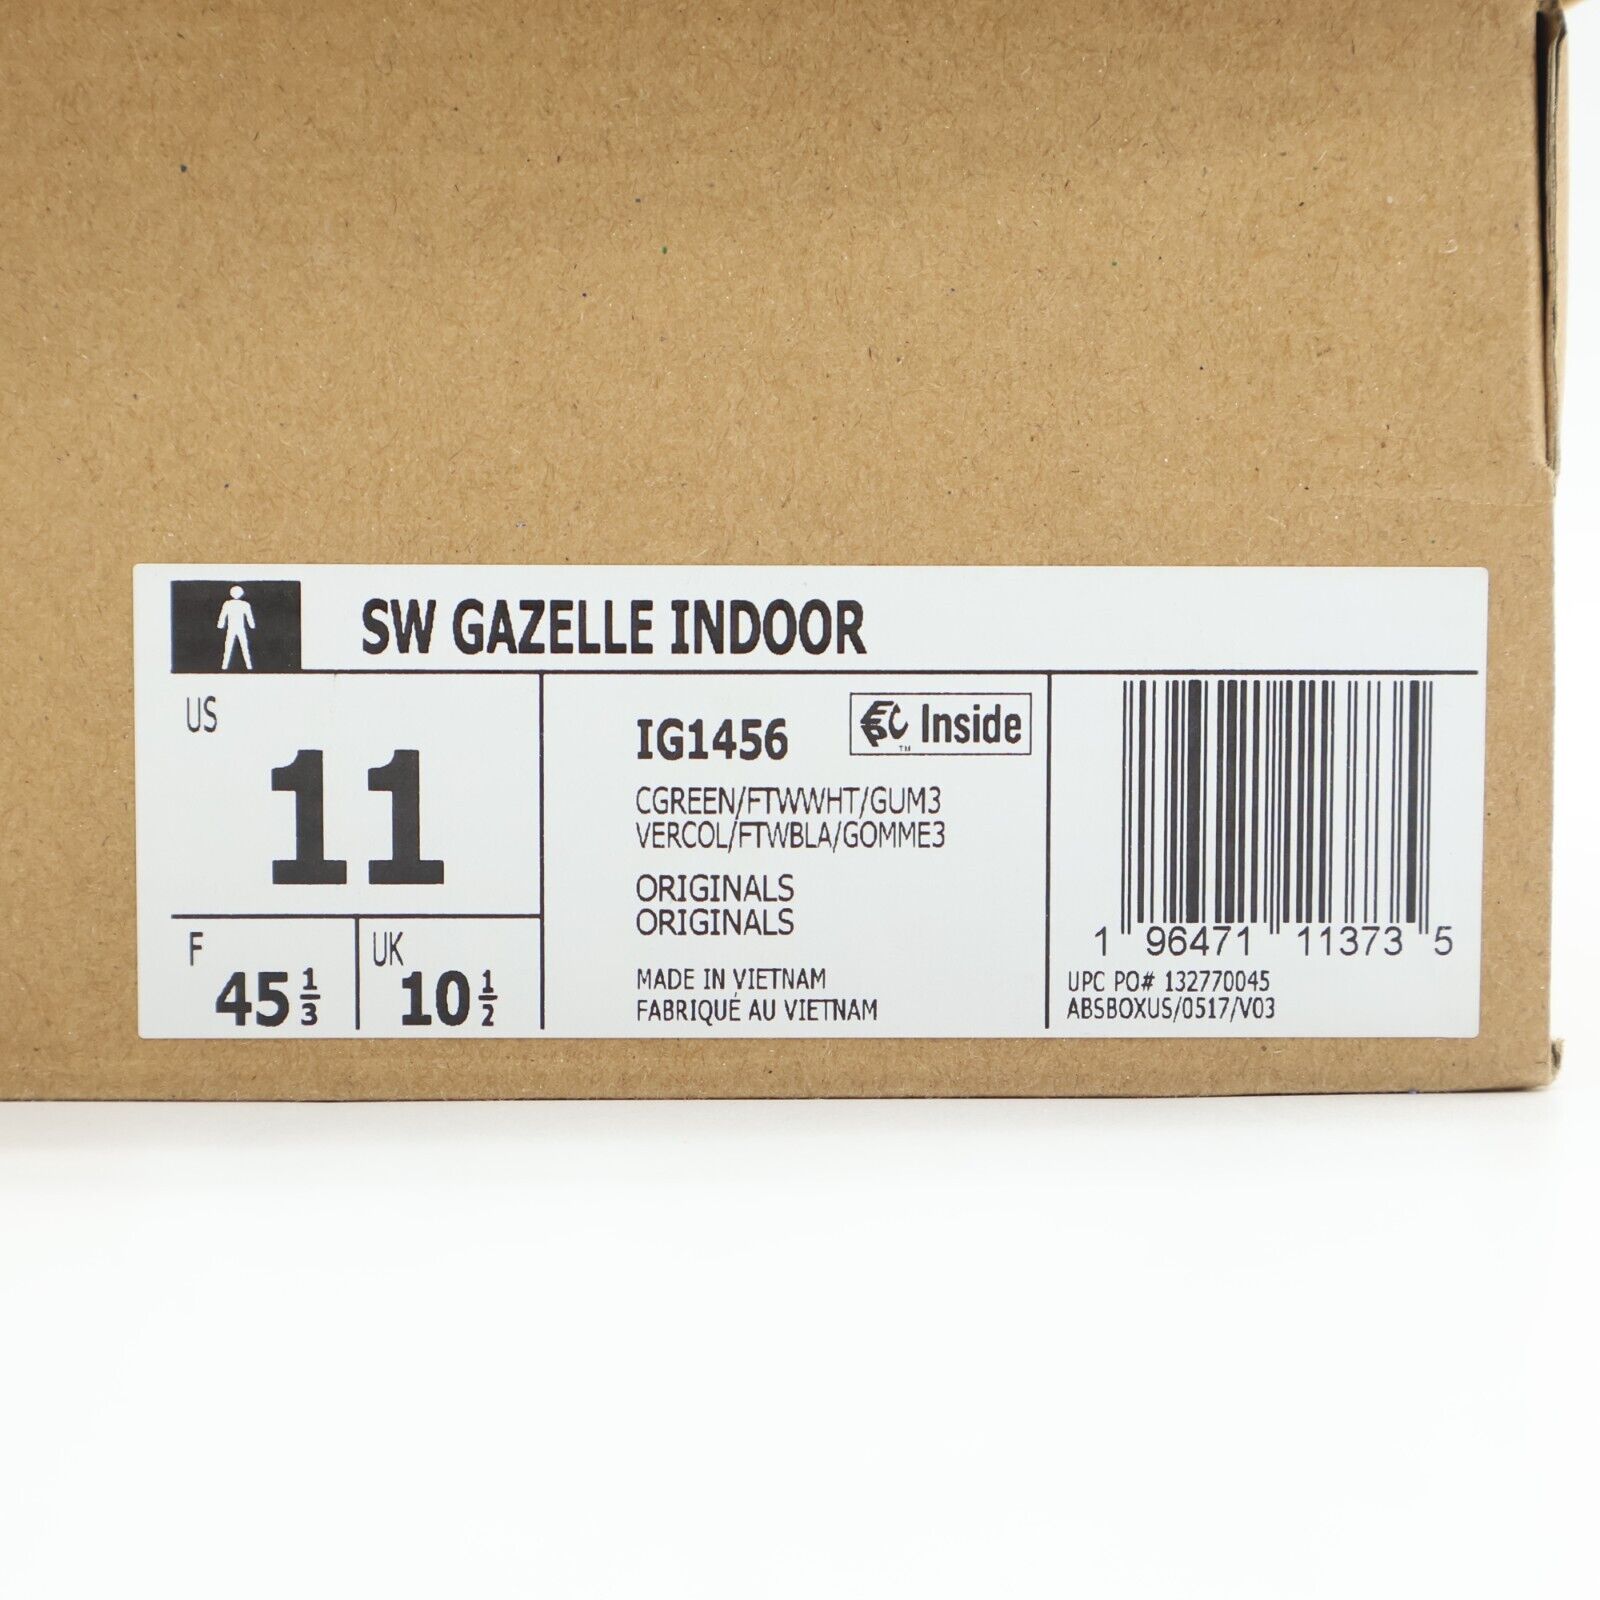 SW GAZELLE INDOOR
US
11
F
45 1/3
UK
10 1/2
IG1456
Inside
TM
CGREEN/FTWWHT/GUM3
VERCOL/FTWBLA/GOMME3
ORIGINALS
ORIGINALS
MADE IN VIETNAM
FABRIQUÉ AU VIETNAM
1 96471 11373 5
UPC PO# 132770045
ABSBOXUS/0517/V03